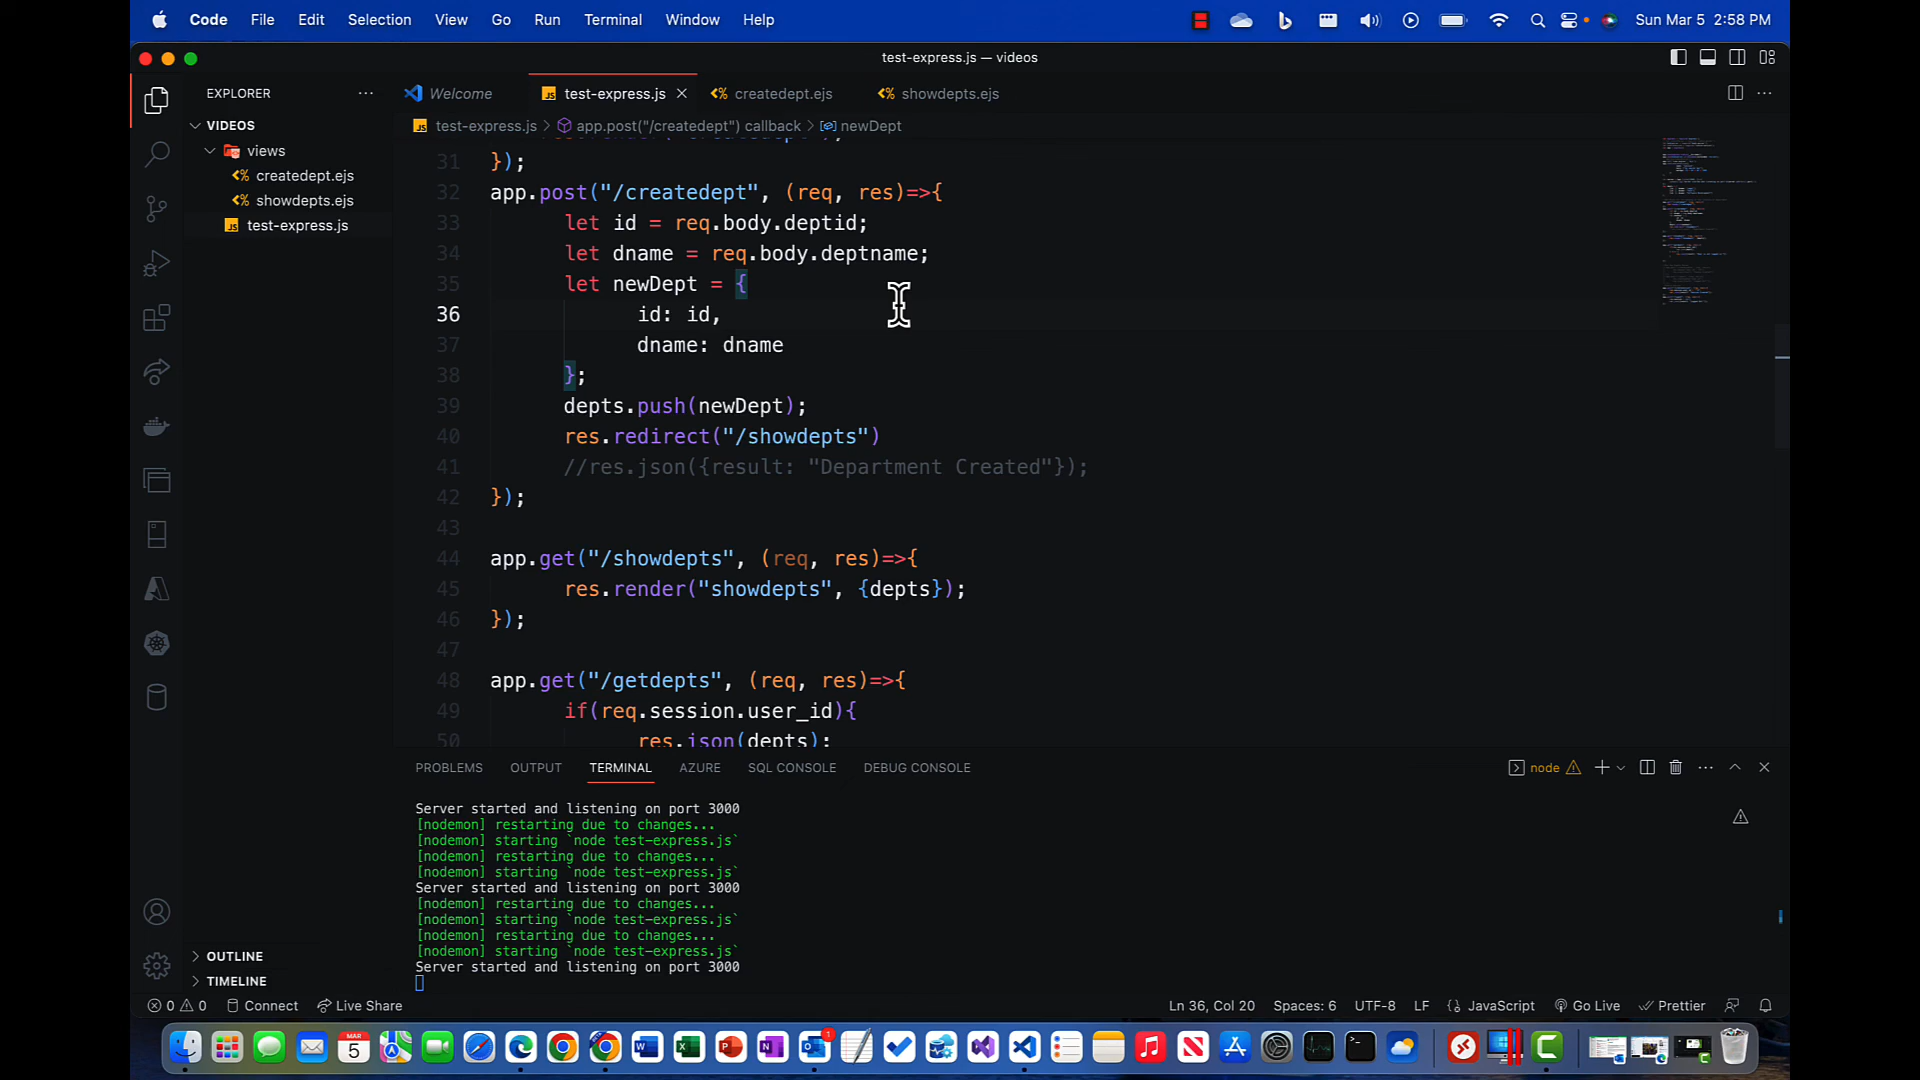 Code File Edit Selection View Go Run Terminal Window Help Sun Mar 5 2:58 PM
test-express.js — videos
EXPLORER
Welcome test-express.js createdept.ejs showdepts.ejs
VIDEOS
views
createdept.ejs
showdepts.ejs
test-express.js
test-express.js > app.post("/createdept") callback > newDept
31 });
32 app.post("/createdept", (req, res)=>{
33 let id = req.body.deptid;
34 let dname = req.body.deptname;
35 let newDept = {
36 id: id,
37 dname: dname
38 };
39 depts.push(newDept);
40 res.redirect("/showdepts")
41 //res.json({result: "Department Created"});
42 });
43
44 app.get("/showdepts", (req, res)=>{
45 res.render("showdepts", {depts});
46 });
47
48 app.get("/getdepts", (req, res)=>{
49 if(req.session.user_id){
50 res.json(depts);
PROBLEMS OUTPUT TERMINAL AZURE SQL CONSOLE DEBUG CONSOLE node
Server started and listening on port 3000
[nodemon] restarting due to changes...
[nodemon] starting `node test-express.js`
[nodemon] restarting due to changes...
[nodemon] starting `node test-express.js`
Server started and listening on port 3000
[nodemon] restarting due to changes...
[nodemon] starting `node test-express.js`
[nodemon] restarting due to changes...
[nodemon] starting `node test-express.js`
Server started and listening on port 3000
OUTLINE
TIMELINE
0 0 Connect Live Share Ln 36, Col 20 Spaces: 6 UTF-8 LF JavaScript Go Live Prettier
MAR
5
1